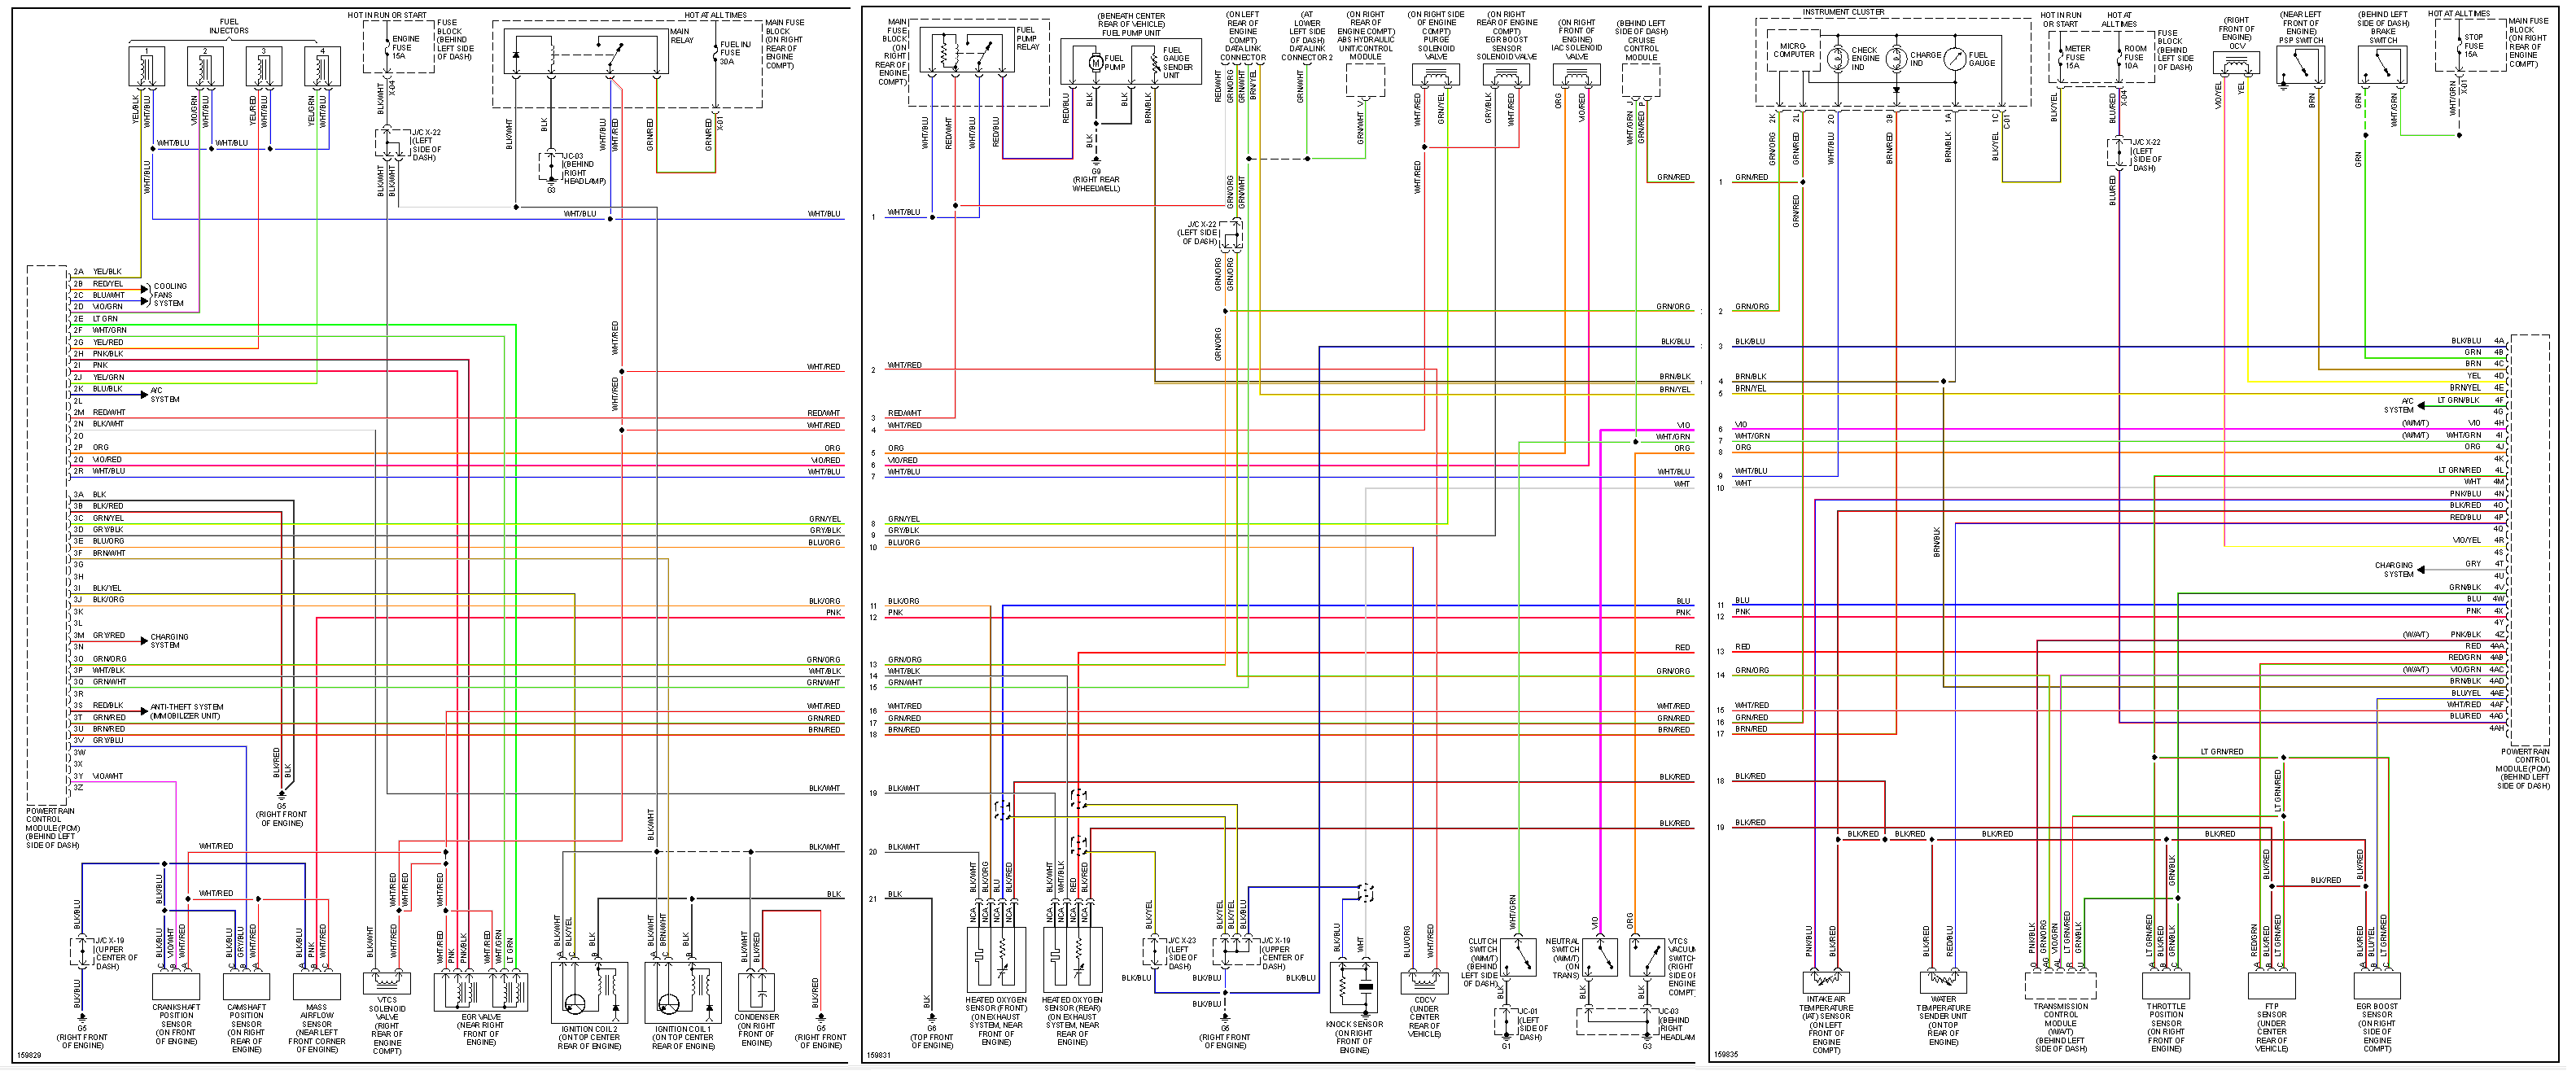 FUEL
INJECTORS
1
2
3
4
YEL/BLK
WHT/BLU
VIO/GRN
WHT/BLU
YEL/RED
WHT/BLU
YEL/GRN
WHT/BLU
WHT/BLU
WHT/BLU
WHT/BLU
HOT IN RUN OR START
ENGINE
FUSE
15A
FUSE
BLOCK
(BEHIND
LEFT SIDE
OF DASH)
X-04
BLK/WHT
J/C X-22
(LEFT
SIDE OF
DASH)
BLK/WHT
BLK/WHT
HOT AT ALL TIMES
MAIN
RELAY
FUEL INJ
FUSE
30A
MAIN FUSE
BLOCK
(ON RIGHT
REAR OF
ENGINE
COMPT)
BLK/WHT
BLK
WHT/BLU
WHT/RED
GRN/RED
GRN/RED
X-01
JC-03
(BEHIND
RIGHT
HEADLAMP)
G3
WHT/BLU
WHT/BLU
2A YEL/BLK
2B RED/YEL
2C BLU/WHT
2D VIO/GRN
2E LT GRN
2F WHT/GRN
2G YEL/RED
2H PNK/BLK
2I PNK
2J YEL/GRN
2K BLU/BLK
2L
2M RED/WHT
2N BLK/WHT
2O
2P ORG
2Q VIO/RED
2R WHT/BLU
COOLING
FANS
SYSTEM
A/C
SYSTEM
WHT/RED
WHT/RED
WHT/RED
RED/WHT
WHT/RED
ORG
VIO/RED
WHT/BLU
3A BLK
3B BLK/RED
3C GRN/YEL
3D GRY/BLK
3E BLU/ORG
3F BRN/WHT
3G
3H
3I BLK/YEL
3J BLK/ORG
3K
3L
3M GRY/RED
3N
3O GRN/ORG
3P WHT/BLK
3Q GRN/WHT
3R
3S RED/BLK
3T GRN/RED
3U BRN/RED
3V GRY/BLU
3W
3X
3Y VIO/WHT
3Z
CHARGING
SYSTEM
ANTI-THEFT SYSTEM
(IMMOBILIZER UNIT)
GRN/YEL
GRY/BLK
BLU/ORG
BLK/ORG
PNK
GRN/ORG
WHT/BLK
GRN/WHT
WHT/RED
GRN/RED
BRN/RED
BLK/WHT
BLK/WHT
BLK
POWERTRAIN
CONTROL
MODULE (PCM)
(BEHIND LEFT
SIDE OF DASH)
BLK/RED
BLK
G5
(RIGHT FRONT
OF ENGINE)
WHT/RED
WHT/RED
BLK/BLU
BLK/BLU
J/C X-19
(UPPER
CENTER OF
DASH)
BLK/BLU
G5
(RIGHT FRONT
OF ENGINE)
BLK/BLU
VIO/WHT
WHT/RED
C B A
CRANKSHAFT
POSITION
SENSOR
(ON FRONT
OF ENGINE)
BLK/BLU
GRY/BLU
WHT/RED
C B A
CAMSHAFT
POSITION
SENSOR
(ON RIGHT
REAR OF
ENGINE)
BLK/BLU
PNK
WHT/RED
A B C
MASS
AIRFLOW
SENSOR
(NEAR LEFT
FRONT CORNER
OF ENGINE)
WHT/RED
WHT/RED
BLK/WHT
WHT/RED
VTCS
SOLENOID
VALVE
(RIGHT
REAR OF
ENGINE
COMPT)
WHT/RED
WHT/RED
PNK
PNK/BLK
WHT/RED
WHT/GRN
LT GRN
EGR VALVE
(NEAR RIGHT
FRONT OF
ENGINE)
BLK/WHT
BLK/WHT
BLK/YEL
BLK
A C B
IGNITION COIL 2
(ON TOP CENTER
REAR OF ENGINE)
BLK/WHT
BRN/WHT
BLK
A C B
IGNITION COIL 1
(ON TOP CENTER
REAR OF ENGINE)
BLK/WHT
BLK/RED
CONDENSER
(ON RIGHT
FRONT OF
ENGINE)
BLK/RED
G5
(RIGHT FRONT
OF ENGINE)
159829
MAIN
FUSE
BLOCK
(ON
RIGHT
REAR OF
ENGINE
COMPT)
FUEL
PUMP
RELAY
WHT/BLU
RED/WHT
WHT/BLU
RED/BLU
(BENEATH CENTER
REAR OF VEHICLE)
FUEL PUMP UNIT
M
FUEL
PUMP
FUEL
GAUGE
SENDER
UNIT
RED/BLU
BLK
BLK
BRN/BLK
BLK
G9
(RIGHT REAR
WHEELWELL)
(ON LEFT
REAR OF
ENGINE
COMPT)
DATA LINK
CONNECTOR
RED/WHT
GRN/ORG
GRN/WHT
BRN/YEL
(AT
LOWER
LEFT SIDE
OF DASH)
DATA LINK
CONNECTOR 2
GRN/WHT
(ON RIGHT
REAR OF
ENGINE COMPT)
ABS HYDRAULIC
UNIT/CONTROL
MODULE
V
GRN/WHT
(ON RIGHT SIDE
OF ENGINE
COMPT)
PURGE
SOLENOID
VALVE
WHT/RED
GRN/YEL
(ON RIGHT
REAR OF ENGINE
COMPT)
EGR BOOST
SENSOR
SOLENOID VALVE
GRY/BLK
WHT/RED
(ON RIGHT
FRONT OF
ENGINE)
IAC SOLENOID
VALVE
ORG
VIO/RED
(BEHIND LEFT
SIDE OF DASH)
CRUISE
CONTROL
MODULE
J P
WHT/GRN
GRN/RED
WHT/RED
GRN/ORG
GRN/WHT
J/C X-22
(LEFT SIDE
OF DASH)
GRN/ORG
GRN/ORG
GRN/ORG
1 WHT/BLU
2 WHT/RED
3 RED/WHT
4 WHT/RED
5 ORG
6 VIO/RED
7 WHT/BLU
8 GRN/YEL
9 GRY/BLK
10 BLU/ORG
11 BLK/ORG
12 PNK
13 GRN/ORG
14 WHT/BLK
15 GRN/WHT
16 WHT/RED
17 GRN/RED
18 BRN/RED
19 BLK/WHT
20 BLK/WHT
21 BLK
GRN/RED
GRN/ORG
BLK/BLU
BRN/BLK
BRN/YEL
VIO
WHT/GRN
ORG
WHT/BLU
WHT
BLU
PNK
RED
GRN/ORG
WHT/RED
GRN/RED
BRN/RED
BLK/RED
BLK/RED
BLK
G6
(TOP FRONT
OF ENGINE)
BLK/WHT
BLK/ORG
BLU
BLK/RED
NCA
NCA
NCA
NCA
HEATED OXYGEN
SENSOR (FRONT)
(ON EXHAUST
SYSTEM, NEAR
FRONT OF
ENGINE)
BLK/WHT
WHT/BLK
RED
BLK/RED
NCA
NCA
NCA
NCA
HEATED OXYGEN
SENSOR (REAR)
(ON EXHAUST
SYSTEM, NEAR
REAR OF
ENGINE)
BLK/YEL
J/C X-23
(LEFT
SIDE OF
DASH)
BLK/BLU
BLK/YEL
BLK/YEL
BLK/BLU
J/C X-19
(UPPER
CENTER OF
DASH)
BLK/BLU
BLK/BLU
BLK/BLU
G5
(RIGHT FRONT
OF ENGINE)
BLK/BLU
WHT
KNOCK SENSOR
(ON RIGHT
FRONT OF
ENGINE)
BLU/ORG
WHT/RED
CDCV
(UNDER
CENTER
REAR OF
VEHICLE)
WHT/GRN
CLUTCH
SWITCH
(W/M/T)
(BEHIND
LEFT SIDE
OF DASH)
BLK
JC-01
(LEFT
SIDE OF
DASH)
G1
VIO
NEUTRAL
SWITCH
(W/M/T)
(ON
TRANS)
BLK
ORG
VTCS
VACUUM
SWITCH
(RIGHT
SIDE OF
ENGINE
COMPT)
BLK
JC-03
(BEHIND
RIGHT
HEADLAM
G3
159831
INSTRUMENT CLUSTER
MICRO-
COMPUTER
CHECK
ENGINE
IND
CHARGE
IND
FUEL
GAUGE
2K
2L
2O
3B
1A
1C
C-01
GRN/ORG
GRN/RED
WHT/BLU
BRN/RED
BRN/BLK
BLK/YEL
HOT IN RUN
OR START
HOT AT
ALL TIMES
METER
FUSE
15A
ROOM
FUSE
10A
FUSE
BLOCK
(BEHIND
LEFT SIDE
OF DASH)
BLK/YEL
BLU/RED
X-04
J/C X-22
(LEFT
SIDE OF
DASH)
BLU/RED
(RIGHT
FRONT OF
ENGINE)
OCV
VIO/YEL
YEL
(NEAR LEFT
FRONT OF
ENGINE)
PSP SWITCH
BRN
(BEHIND LEFT
SIDE OF DASH)
BRAKE
SWITCH
GRN
WHT/GRN
GRN
HOT AT ALL TIMES
STOP
FUSE
15A
MAIN FUSE
BLOCK
(ON RIGHT
REAR OF
ENGINE
COMPT)
X-01
WHT/GRN
GRN/RED
1 GRN/RED
2 GRN/ORG
3 BLK/BLU
4 BRN/BLK
5 BRN/YEL
6 VIO
7 WHT/GRN
8 ORG
9 WHT/BLU
10 WHT
11 BLU
12 PNK
13 RED
14 GRN/ORG
15 WHT/RED
16 GRN/RED
17 BRN/RED
18 BLK/RED
19 BLK/RED
BRN/BLK
BLK/BLU 4A
GRN 4B
BRN 4C
YEL 4D
BRN/YEL 4E
A/C
SYSTEM
LT GRN/BLK 4F
4G
(W/M/T) VIO 4H
(W/M/T) WHT/GRN 4I
ORG 4J
4K
LT GRN/RED 4L
WHT 4M
PNK/BLU 4N
BLK/RED 4O
RED/BLU 4P
4Q
VIO/YEL 4R
4S
CHARGING
SYSTEM
GRY 4T
4U
GRN/BLK 4V
BLU 4W
PNK 4X
4Y
(W/A/T) PNK/BLK 4Z
RED 4AA
RED/GRN 4AB
(W/A/T) VIO/GRN 4AC
BRN/BLK 4AD
BLU/YEL 4AE
WHT/RED 4AF
BLU/RED 4AG
4AH
POWERTRAIN
CONTROL
MODULE (PCM)
(BEHIND LEFT
SIDE OF DASH)
LT GRN/RED
LT GRN/RED
BLK/RED
BLK/RED
BLK/RED
BLK/RED
GRN/BLK
BLK/RED
BLK/RED
BLK/RED
PNK/BLU
BLK/RED
INTAKE AIR
TEMPERATURE
(IAT) SENSOR
(ON LEFT
FRONT OF
ENGINE
COMPT)
BLK/RED
RED/BLU
WATER
TEMPERATURE
SENDER UNIT
(ON TOP
REAR OF
ENGINE)
PNK/BLK
GRN/ORG
VIO/GRN
LT GRN/RED
GRN/BLK
TRANSMISSION
CONTROL
MODULE
(W/A/T)
(BEHIND LEFT
SIDE OF DASH)
LT GRN/RED
BLK/RED
GRN/BLK
A B C
THROTTLE
POSITION
SENSOR
(ON RIGHT
FRONT OF
ENGINE)
RED/GRN
BLK/RED
LT GRN/RED
A B C
FTP
SENSOR
(UNDER
CENTER
REAR OF
VEHICLE)
BLK/RED
BLU/YEL
LT GRN/RED
A B C
EGR BOOST
SENSOR
(ON RIGHT
SIDE OF
ENGINE
COMPT)
159835